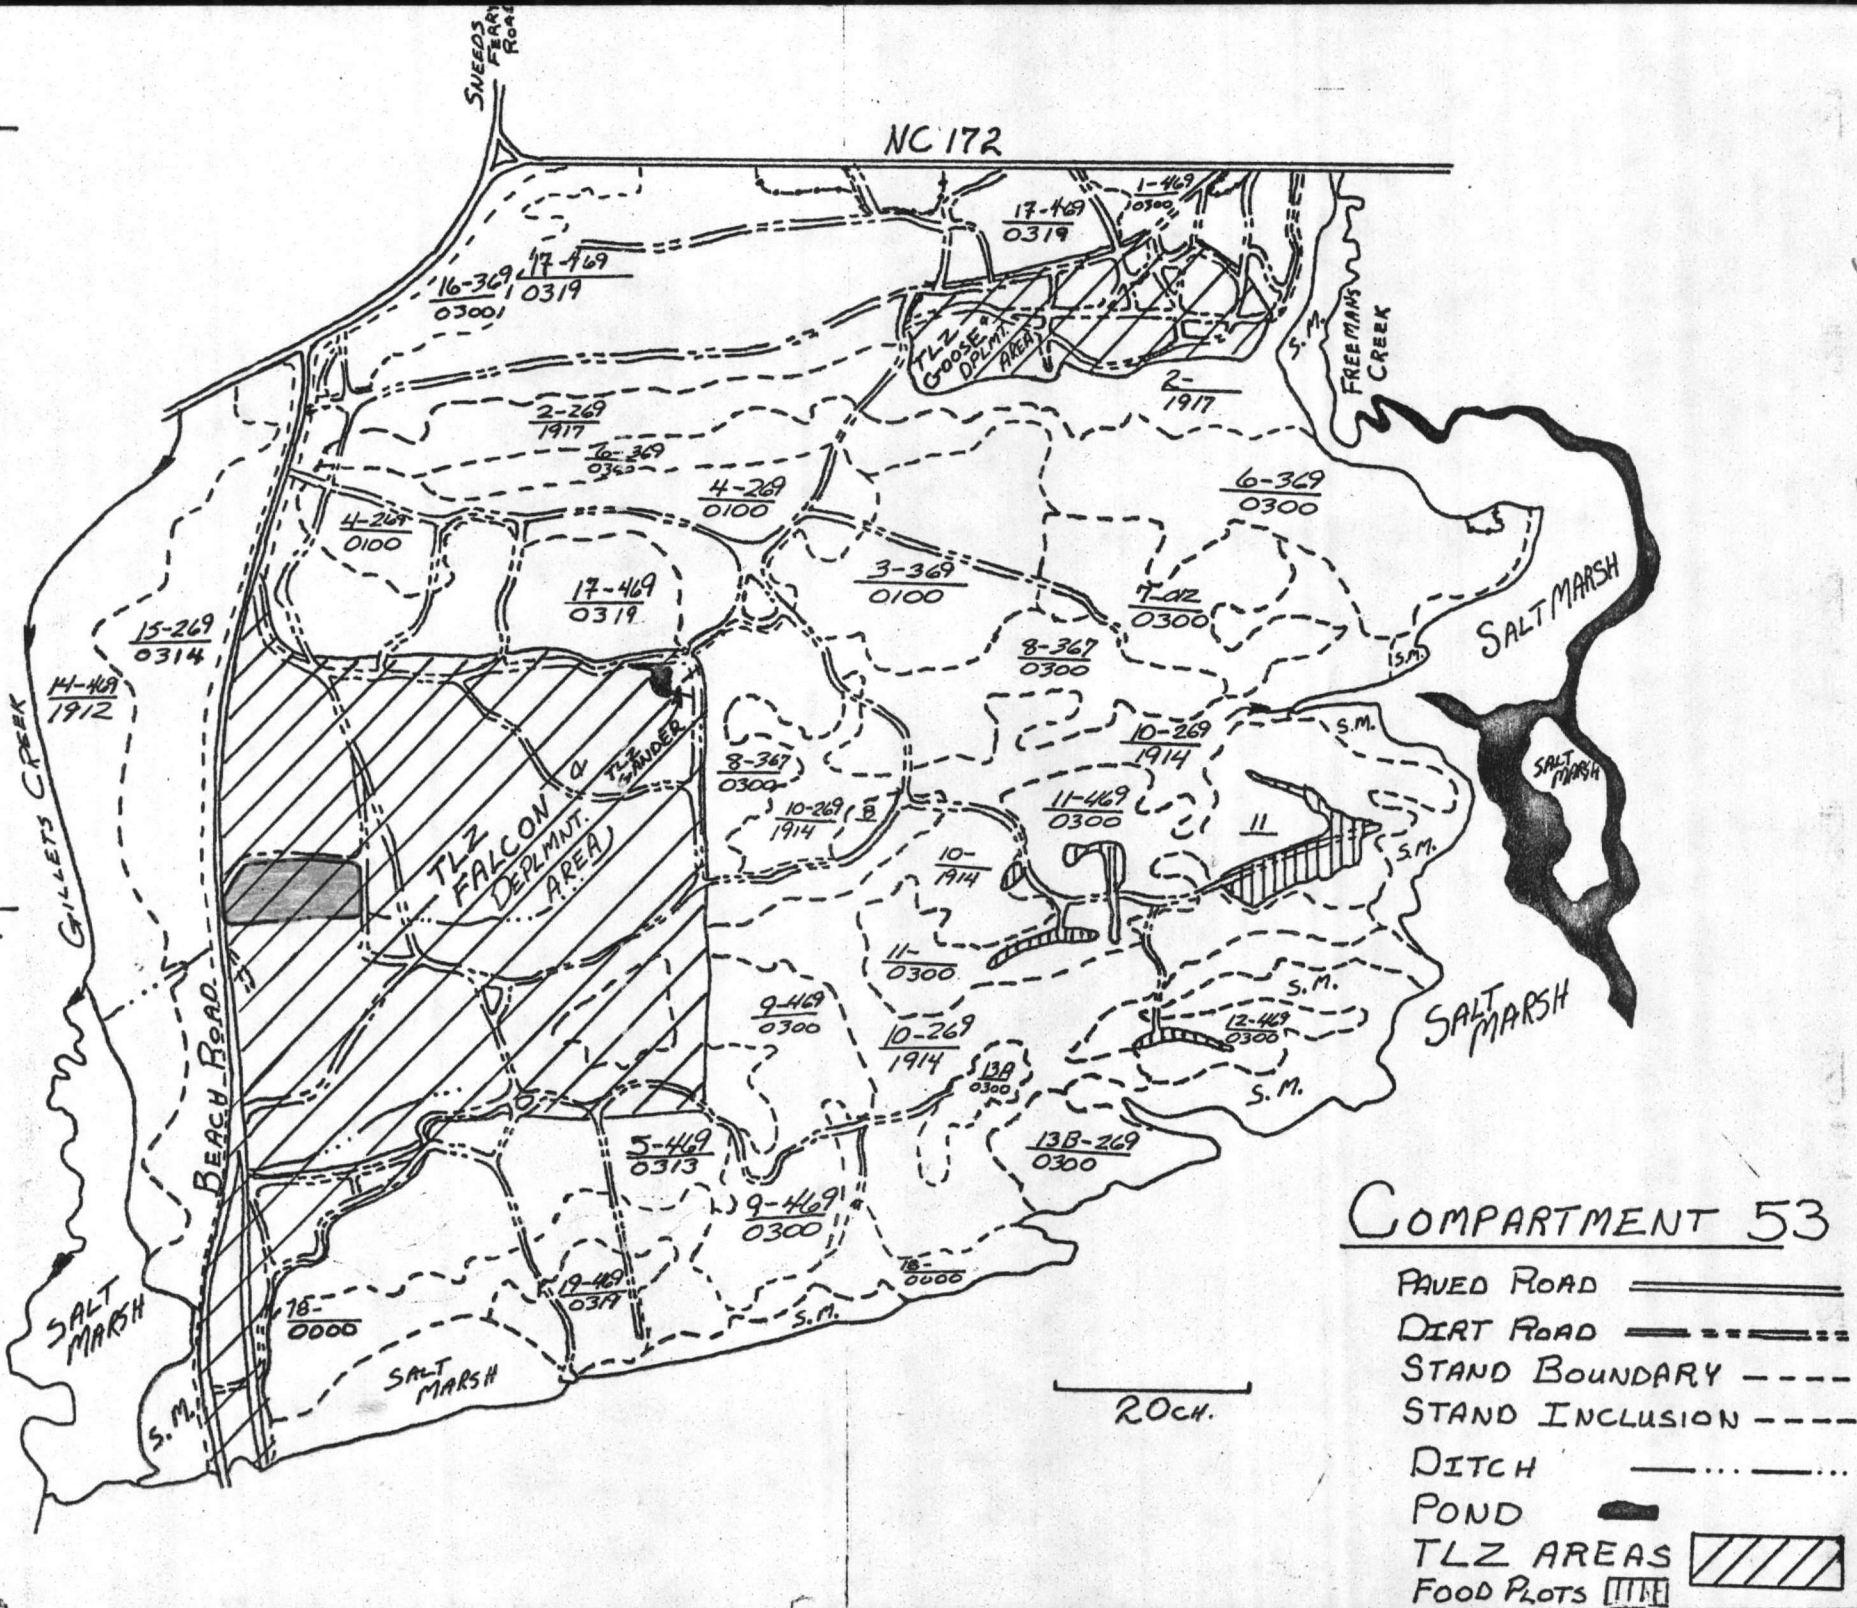 SNEEDS
FERRY
ROAD
NC 172
1-469
0300
17-469
0319
17-469
0319
16-369
0300
TLZ
GOOSE &
DPLMT.
AREA
S.M.
FREEMANS
CREEK
2-
1917
2-269
1917
6-369
4-269
0100
6-369
0300
4-269
0100
17-469
0319
3-369
0100
7-
0300
SALT MARSH
15-269
0314
8-367
0300
S.M.
14-469
1912
GILLETS CREEK
TLZ
GANDER
8-367
0300
10-269
1914
S.M.
SALT
MARSH
10-269
1914
8
11-469
0300
11
S.M.
TLZ
FALCON &
DEPLMNT.
AREA
10-
1914
11-
0300
S.M.
9-469
0300
10-269
1914
12-469
0300
SALT
MARSH
BEACH ROAD
13A
0300
S.M.
5-469
0313
13B-269
0300
9-469
0300
COMPARTMENT 53
18-
0000
19-469
0319
18-
0000
S.M.
SALT
MARSH
SALT
MARSH
S.M.
20CH.
PAVED ROAD
DIRT ROAD
STAND BOUNDARY
STAND INCLUSION
DITCH
POND
TLZ AREAS
FOOD PLOTS